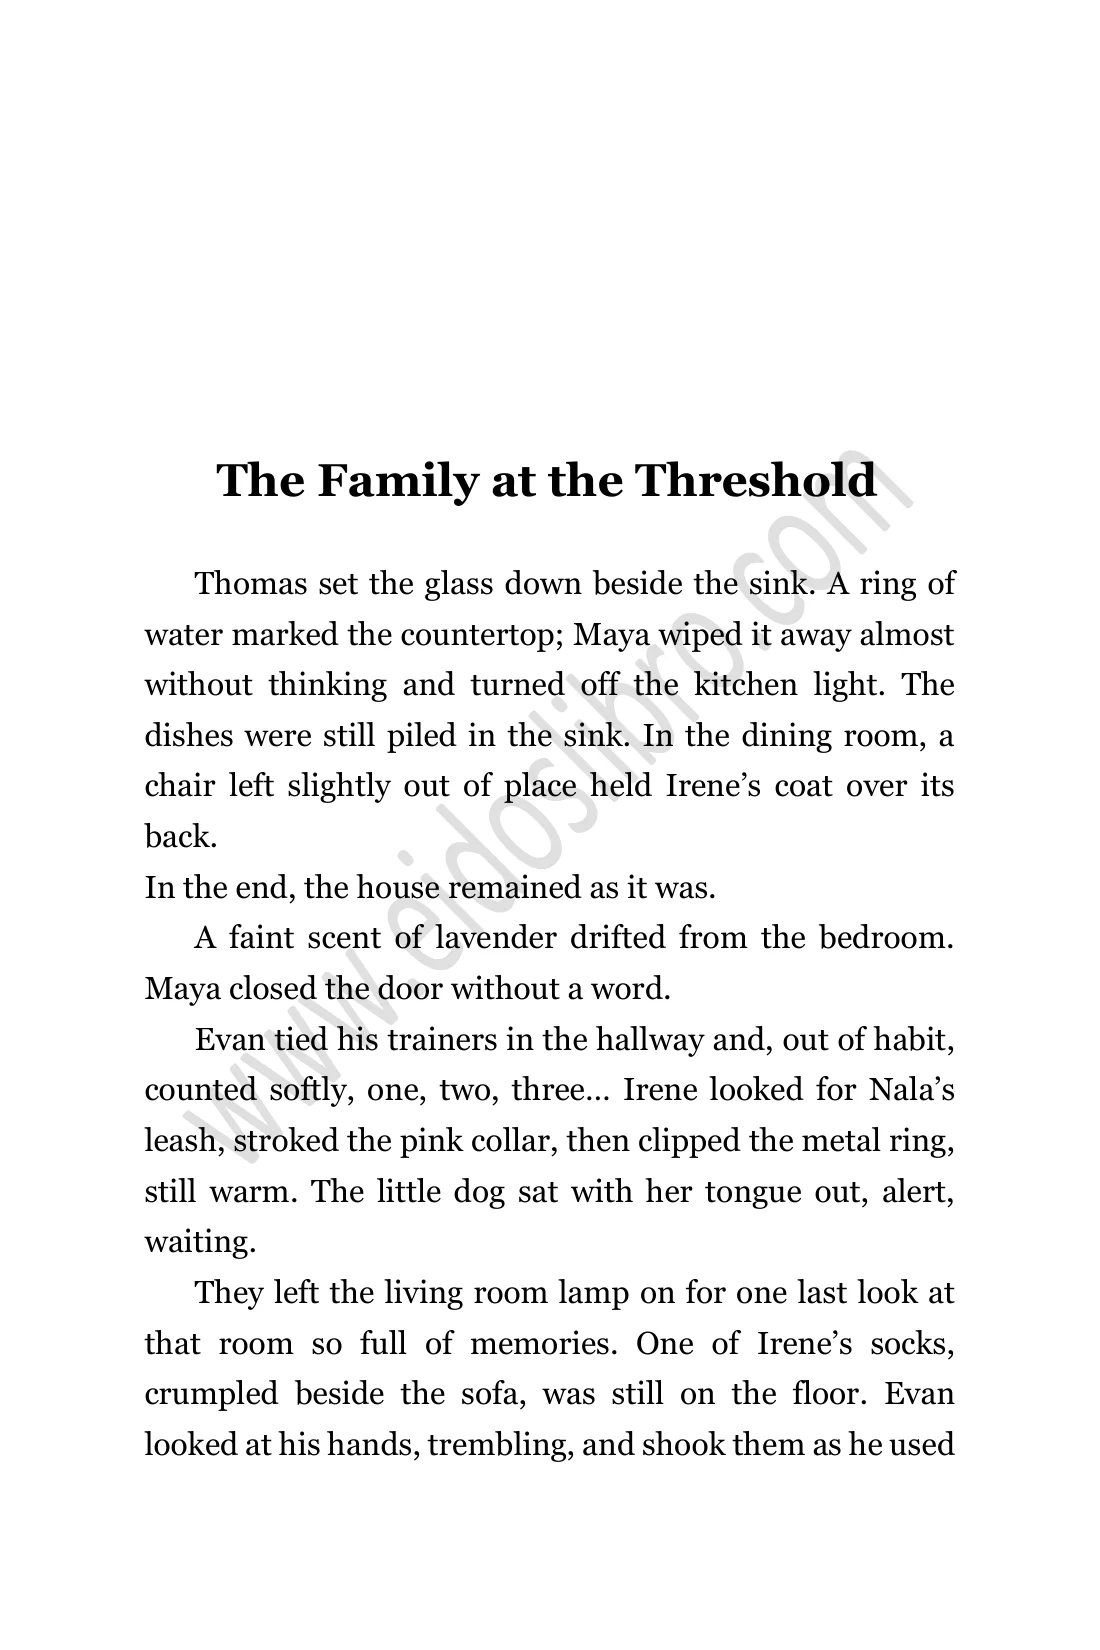 The Family at the Threshold
Thomas set the glass down beside the sink. A ring of
water marked the countertop; Maya wiped it away almost
without thinking and turned off the kitchen light. The
dishes were still piled in the sink. In the dining room, a
chair left slightly out of place held Irene’s coat over its
back.
In the end, the house remained as it was.
A faint scent of lavender drifted from the bedroom.
Maya closed the door without a word.
Evan tied his trainers in the hallway and, out of habit,
counted softly, one, two, three… Irene looked for Nala’s
leash, stroked the pink collar, then clipped the metal ring,
still warm. The little dog sat with her tongue out, alert,
waiting.
They left the living room lamp on for one last look at
that room so full of memories. One of Irene’s socks,
crumpled beside the sofa, was still on the floor. Evan
looked at his hands, trembling, and shook them as he used
www.eidoslibro.com